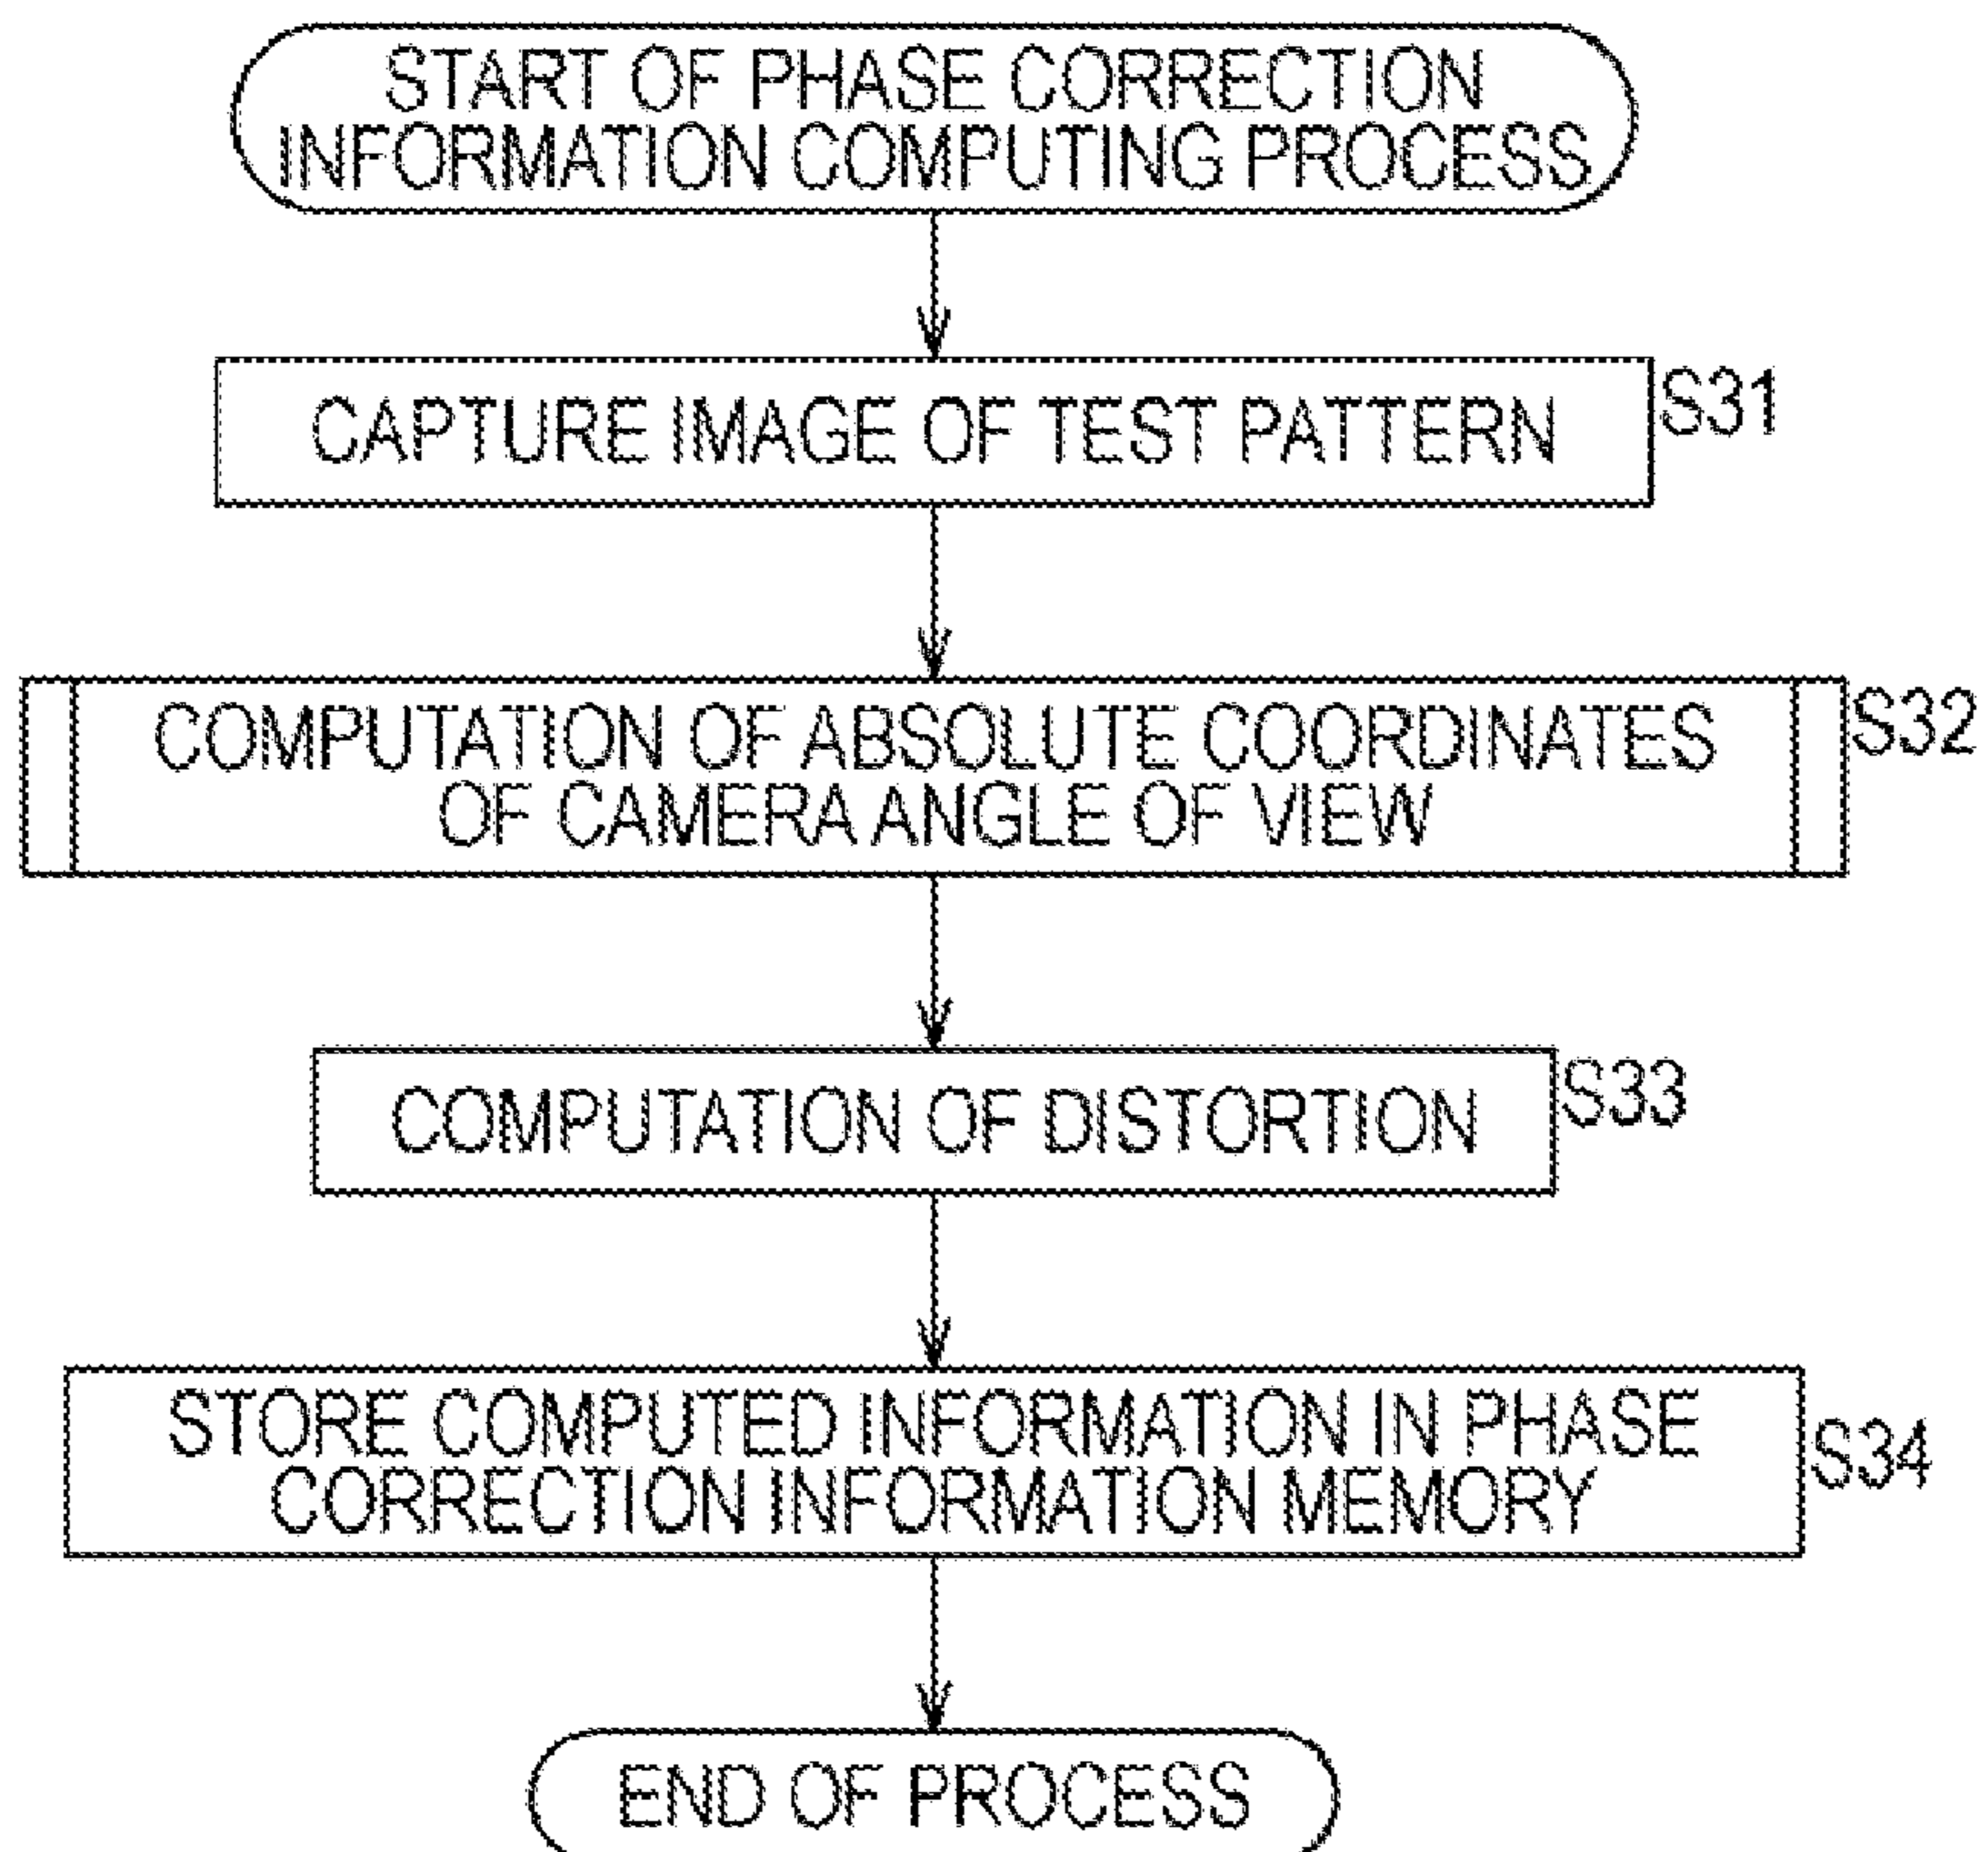 START OF PHASE CORRECTION
INFORMATION COMPUTING PROCESS
CAPTURE IMAGE OF TEST PATTERN
S31
COMPUTATION OF ABSOLUTE COORDINATES
OF CAMERA ANGLE OF VIEW
S32
COMPUTATION OF DISTORTION
S33
STORE COMPUTED INFORMATION IN PHASE
CORRECTION INFORMATION MEMORY
S34
END OF PROCESS